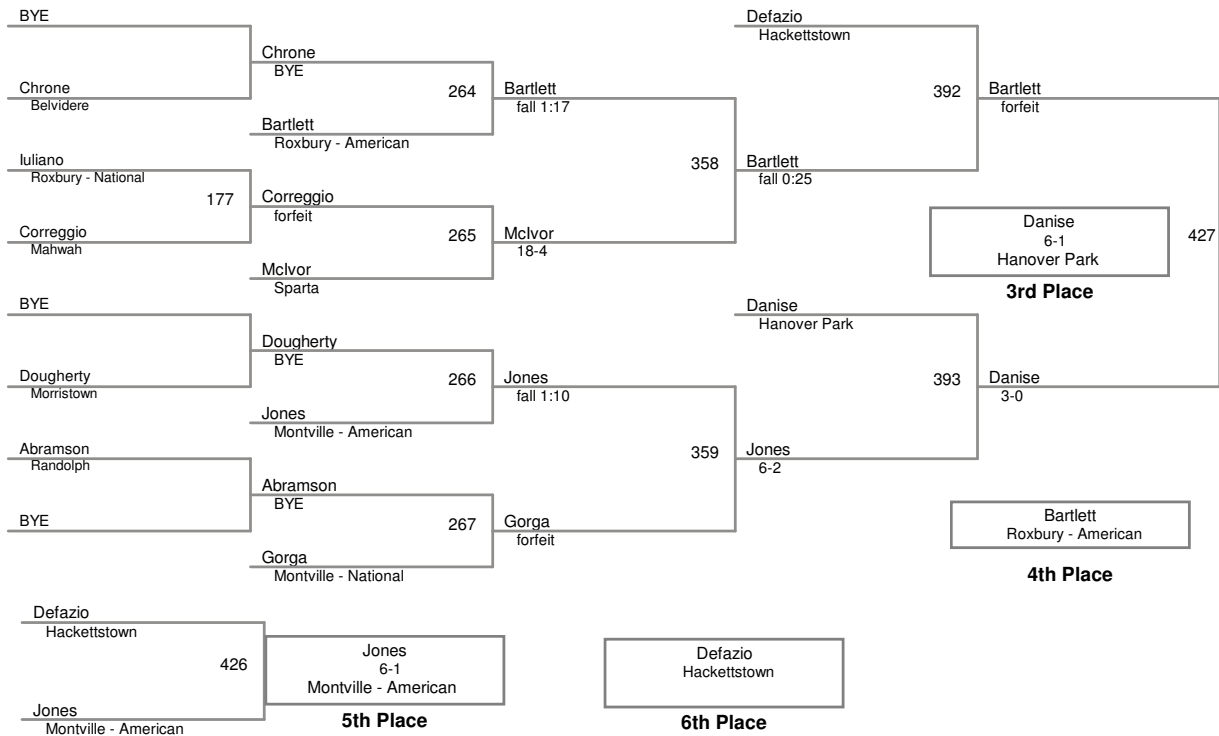 BYE
Defazio
Hackettstown
Chrone
BYE
Chrone
Belvidere
264
Bartlett
fall 1:17
392
Bartlett
forfeit
Bartlett
Roxbury - American
Iuliano
Roxbury - National
358
Bartlett
fall 0:25
177
Correggio
forfeit
Correggio
Mahwah
265
McIvor
18-4
Danise
6-1
Hanover Park
427
3rd Place
McIvor
Sparta
BYE
Danise
Hanover Park
Dougherty
BYE
Dougherty
Morristown
266
Jones
fall 1:10
393
Danise
3-0
Jones
Montville - American
Abramson
Randolph
359
Jones
6-2
Abramson
BYE
BYE
267
Gorga
forfeit
Bartlett
Roxbury - American
4th Place
Gorga
Montville - National
Defazio
Hackettstown
426
Jones
6-1
Montville - American
5th Place
Defazio
Hackettstown
6th Place
Jones
Montville - American